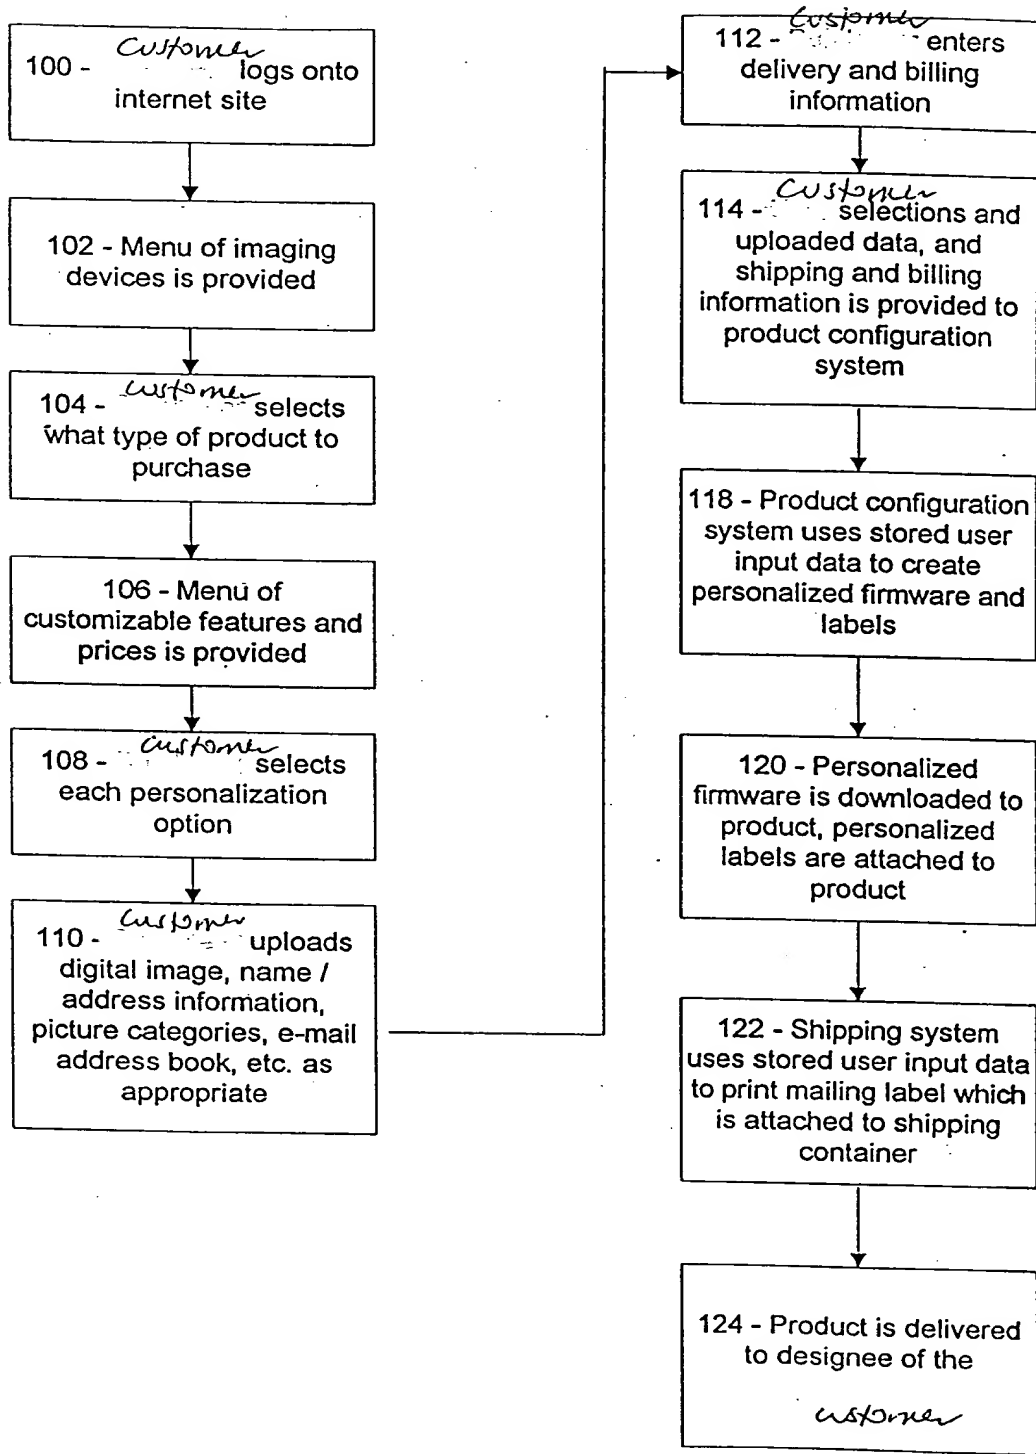 Customer
100 - logs onto
internet site
102 - Menu of imaging
devices is provided
customer
104 - selects
what type of product to
purchase
106 - Menu of
customizable features and
prices is provided
customer
108 - selects
each personalization
option
customer
110 - uploads
digital image, name /
address information,
picture categories, e-mail
address book, etc. as
appropriate
Customer
112 - enters
delivery and billing
information
Customer
114 - selections and
uploaded data, and
shipping and billing
information is provided to
product configuration
system
118 - Product configuration
system uses stored user
input data to create
personalized firmware and
labels
120 - Personalized
firmware is downloaded to
product, personalized
labels are attached to
product
122 - Shipping system
uses stored user input data
to print mailing label which
is attached to shipping
container
124 - Product is delivered
to designee of the
customer